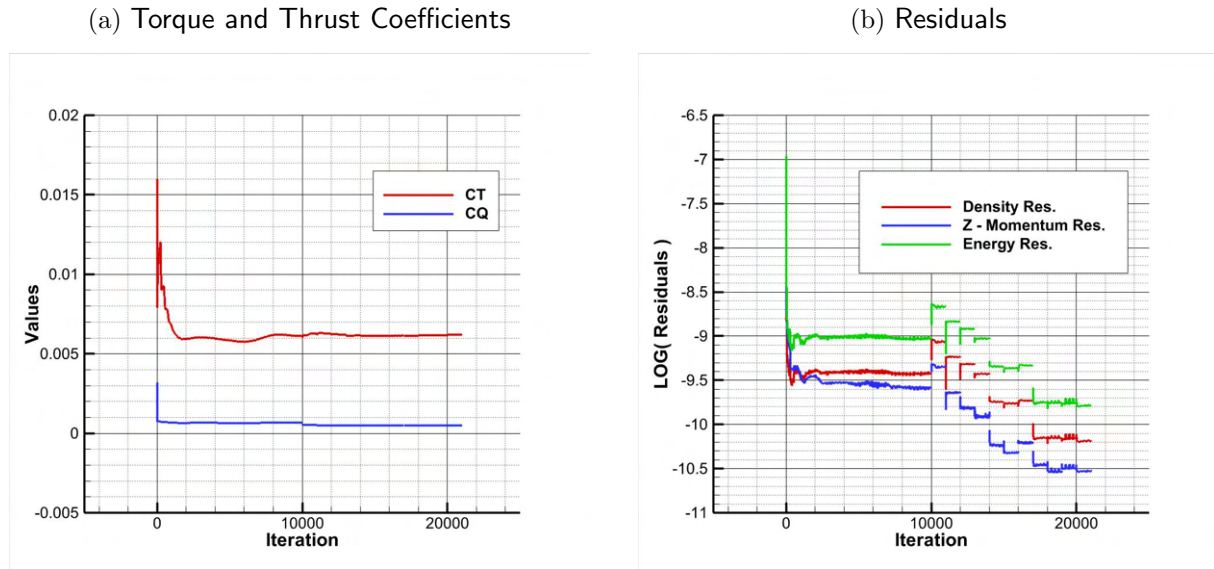 (a) Torque and Thrust Coefficients
0.02
0.015
0.01
0.005
0
-0.005
Values
CT
CQ
0
10000
20000
Iteration
(b) Residuals
-6.5
-7
-7.5
-8
-8.5
-9
-9.5
-10
-10.5
-11
LOG( Residuals )
Density Res.
Z - Momentum Res.
Energy Res.
0
10000
20000
Iteration